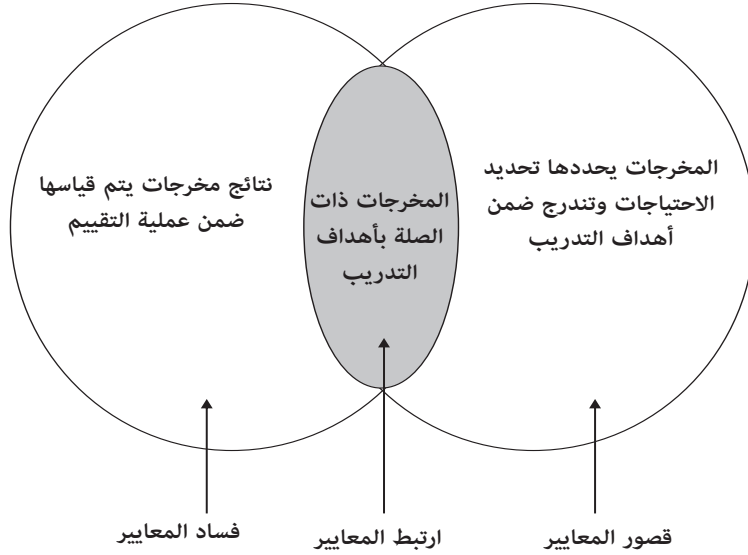 المخرجات يحددها تحديد
الاحتياجات وتندرج ضمن
أهداف التدريب
المخرجات ذات
الصلة بأهداف
التدريب
نتائج مخرجات يتم قياسها
ضمن عملية التقييم
قصور المعايير
ارتبط المعايير
فساد المعايير